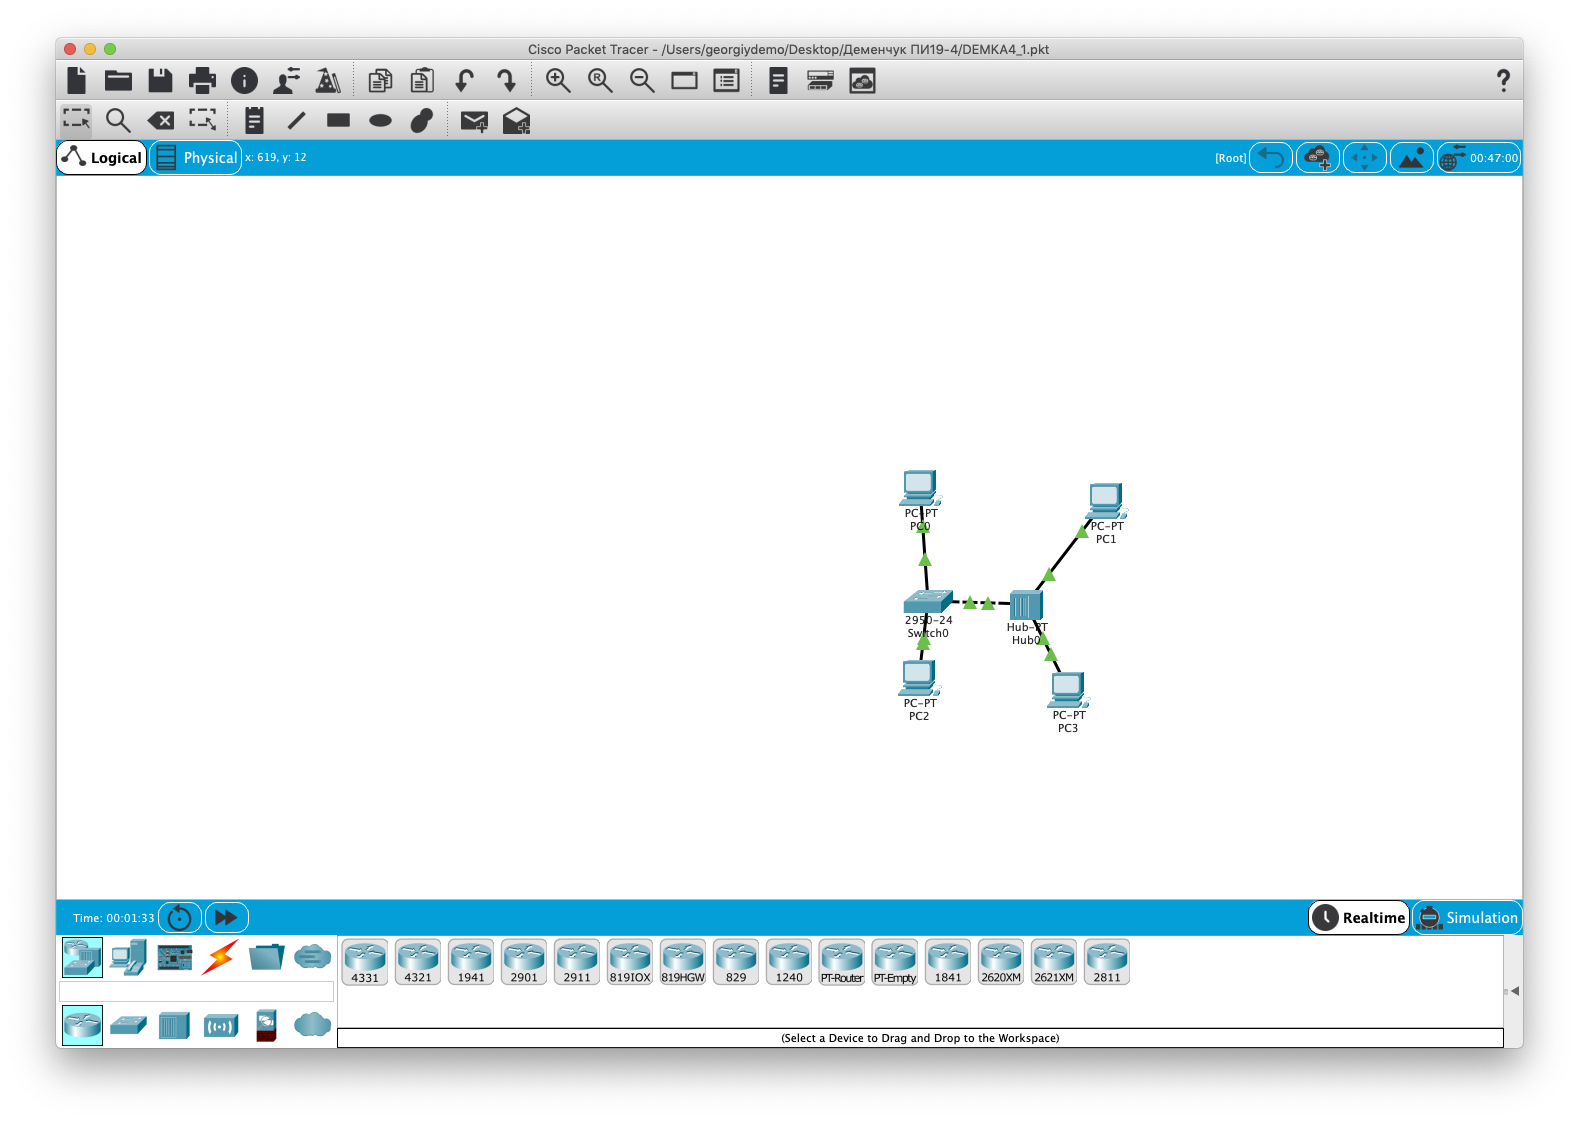 Cisco Packet Tracer - /Users/georgiydemo/Desktop/Деменчук ПИ19-4/DEMKA4_1.pkt
Logical
Physical
x: 619, y: 12
[Root]
00:47:00
PC-PT
PC0
PC-PT
PC1
2950-24
Switch0
Hub-PT
Hub0
PC-PT
PC2
PC-PT
PC3
Time: 00:01:33
Realtime
Simulation
4331
4321
1941
2901
2911
819IOX
819HGW
829
1240
PT-Router
PT-Empty
1841
2620XM
2621XM
2811
(Select a Device to Drag and Drop to the Workspace)